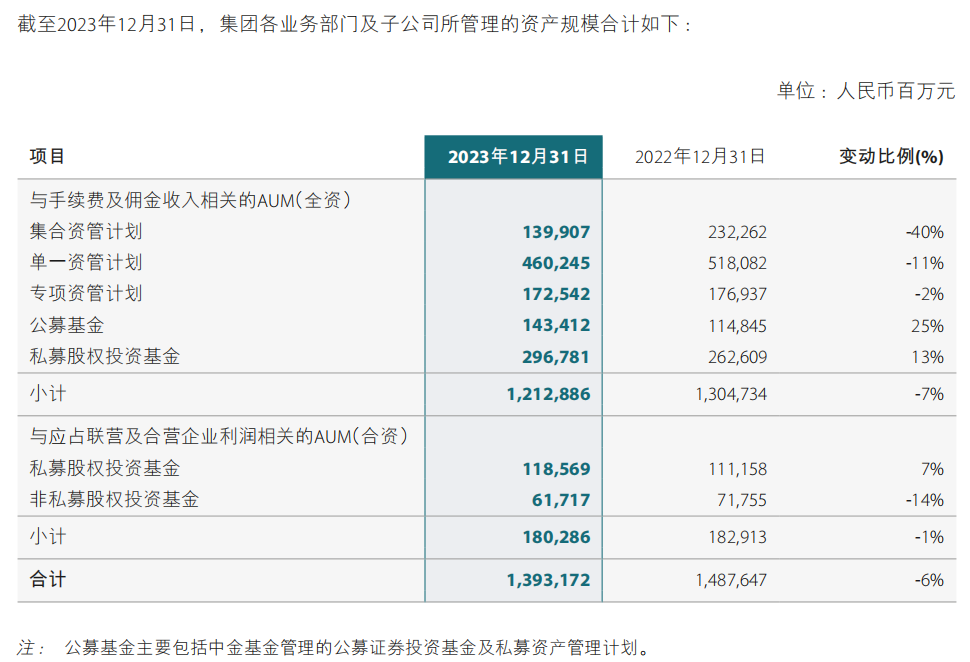 截至2023年12月31日，集团各业务部门及子公司所管理的资产规模合计如下：
单位：人民币百万元
项目 2023年12月31日 2022年12月31日 变动比例(%)
与手续费及佣金收入相关的AUM(全资)
集合资管计划 139,907 232,262 -40%
单一资管计划 460,245 518,082 -11%
专项资管计划 172,542 176,937 -2%
公募基金 143,412 114,845 25%
私募股权投资基金 296,781 262,609 13%
小计 1,212,886 1,304,734 -7%
与应占联营及合营企业利润相关的AUM(合资)
私募股权投资基金 118,569 111,158 7%
非私募股权投资基金 61,717 71,755 -14%
小计 180,286 182,913 -1%
合计 1,393,172 1,487,647 -6%
注： 公募基金主要包括中金基金管理的公募证券投资基金及私募资产管理计划。